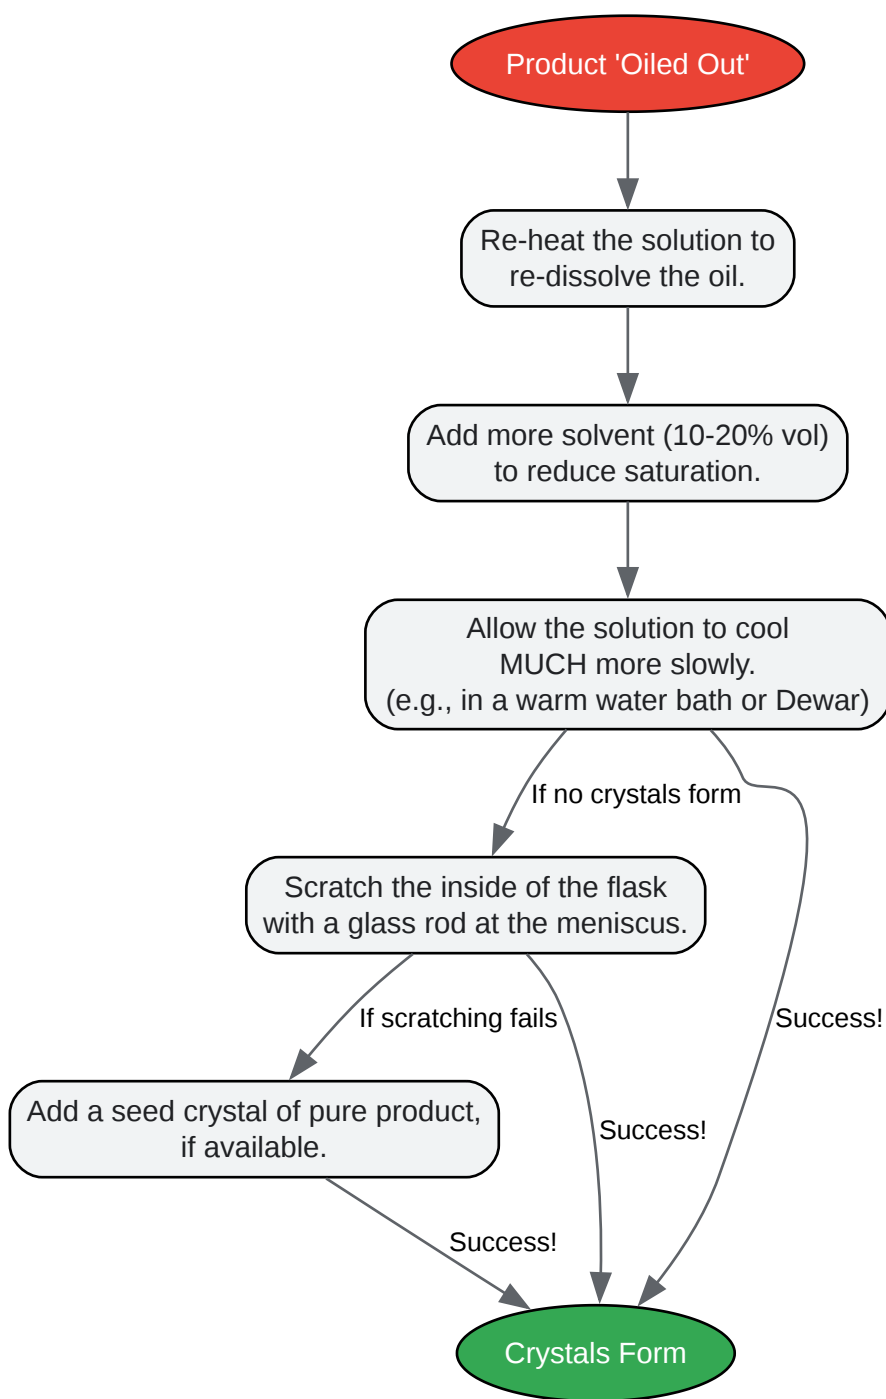 Product 'Oiled Out'
Re-heat the solution to
re-dissolve the oil.
Add more solvent (10-20% vol)
to reduce saturation.
Allow the solution to cool
MUCH more slowly.
(e.g., in a warm water bath or Dewar)
If no crystals form
Scratch the inside of the flask
with a glass rod at the meniscus.
If scratching fails
Success!
Add a seed crystal of pure product,
if available.
Success!
Success!
Crystals Form